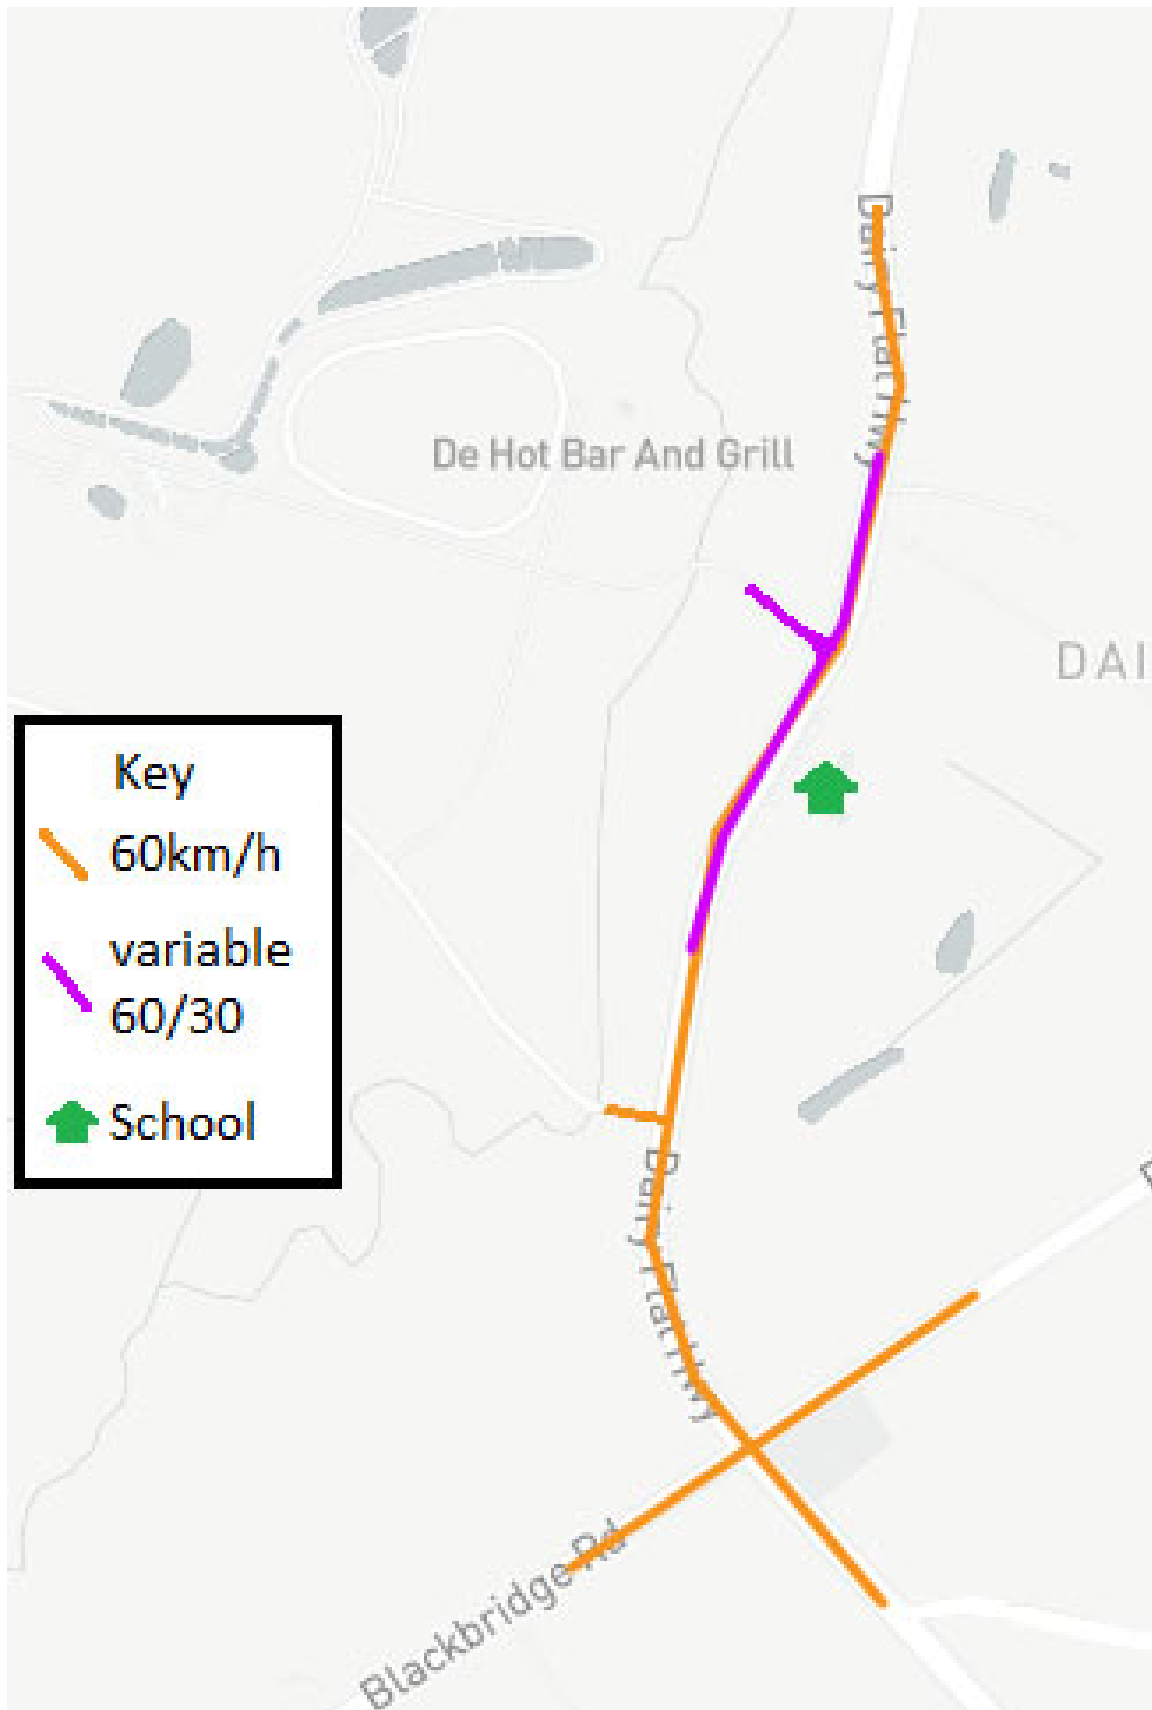 Dairy Flat Hwy
De Hot Bar And Grill
DAI
Key
60km/h
variable
60/30
School
Dairy Flat Hwy
Blackbridge Rd